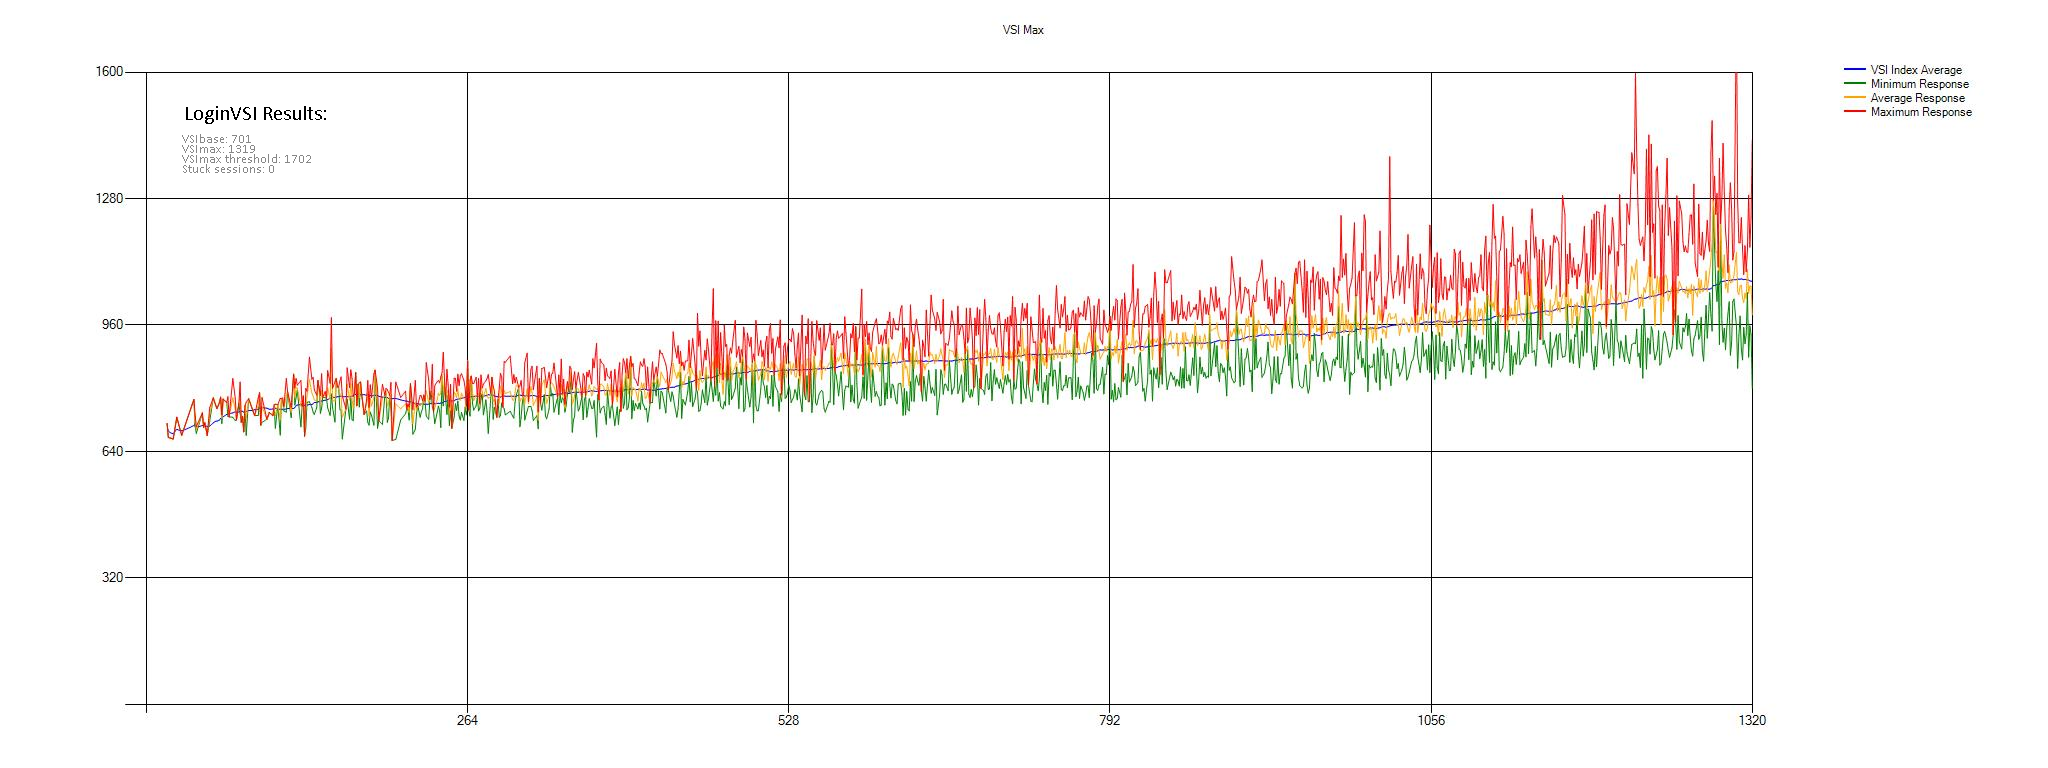 VSI Max
1600
1280
960
640
320
264
528
792
1056
1320
LoginVSI Results:
VSIbase: 701
VSImax: 1319
VSImax threshold: 1702
Stuck sessions: 0
VSI Index Average
Minimum Response
Average Response
Maximum Response